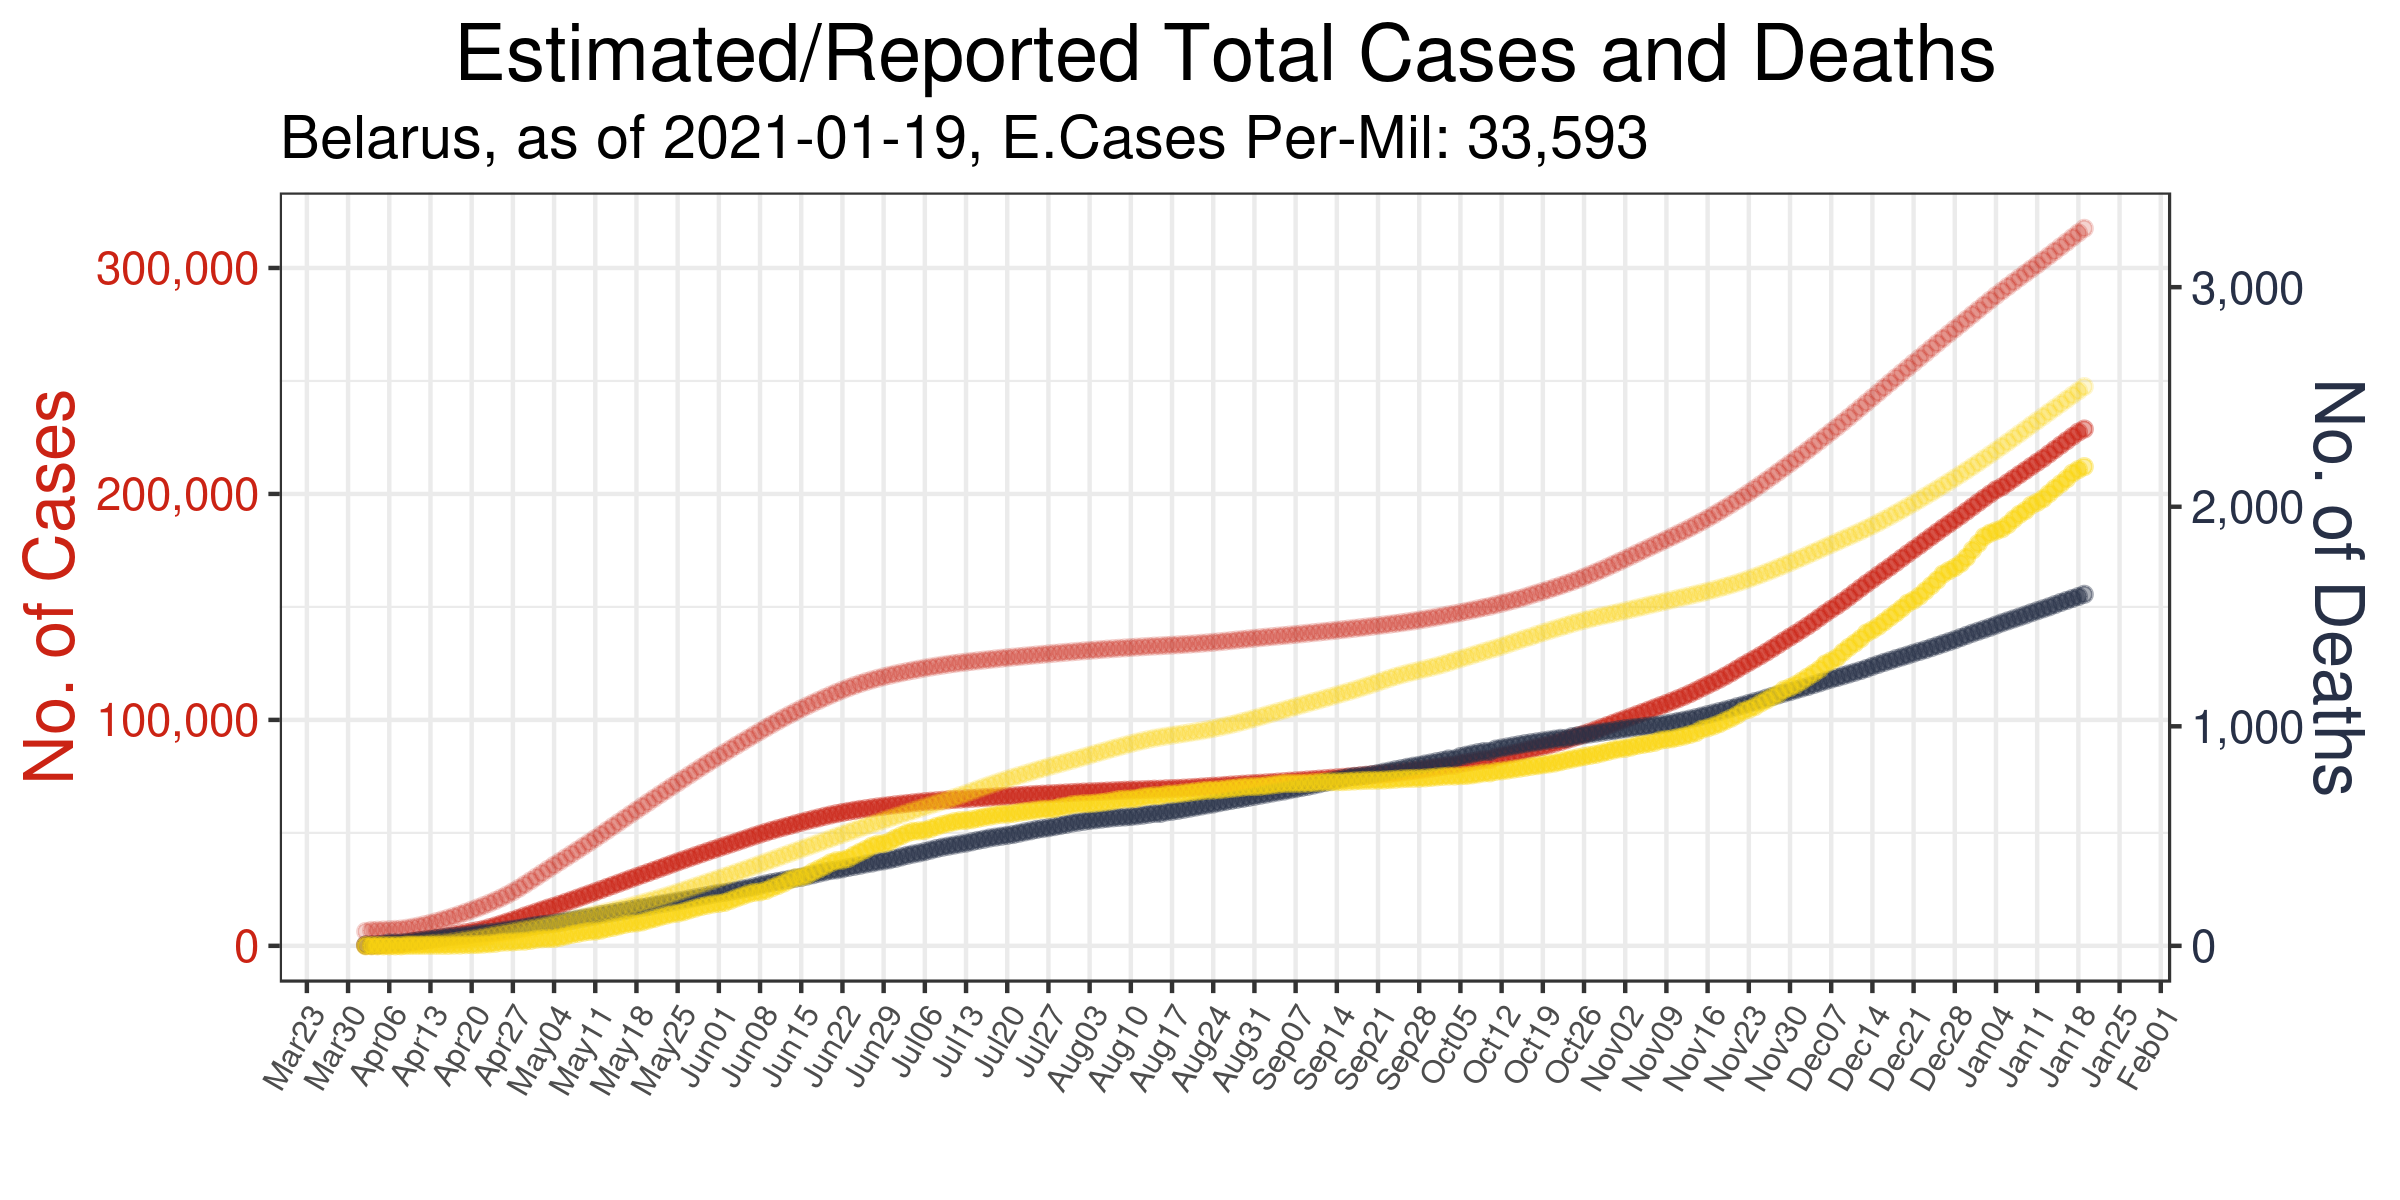 Estimated/Reported Total Cases and Deaths
Belarus, as of 2021-01-19, E.Cases Per-Mil: 33,593
No. of Cases
300,000
200,000
100,000
0
3,000
2,000
1,000
0
No. of Deaths
Mar23 Mar30 Apr06 Apr13 Apr20 Apr27 May04 May11 May18 May25 Jun01 Jun08 Jun15 Jun22 Jun29 Jul06 Jul13 Jul20 Jul27 Aug03 Aug10 Aug17 Aug24 Aug31 Sep07 Sep14 Sep21 Sep28 Oct05 Oct12 Oct19 Oct26 Nov02 Nov09 Nov16 Nov23 Nov30 Dec07 Dec14 Dec21 Dec28 Jan04 Jan11 Jan18 Jan25 Feb01